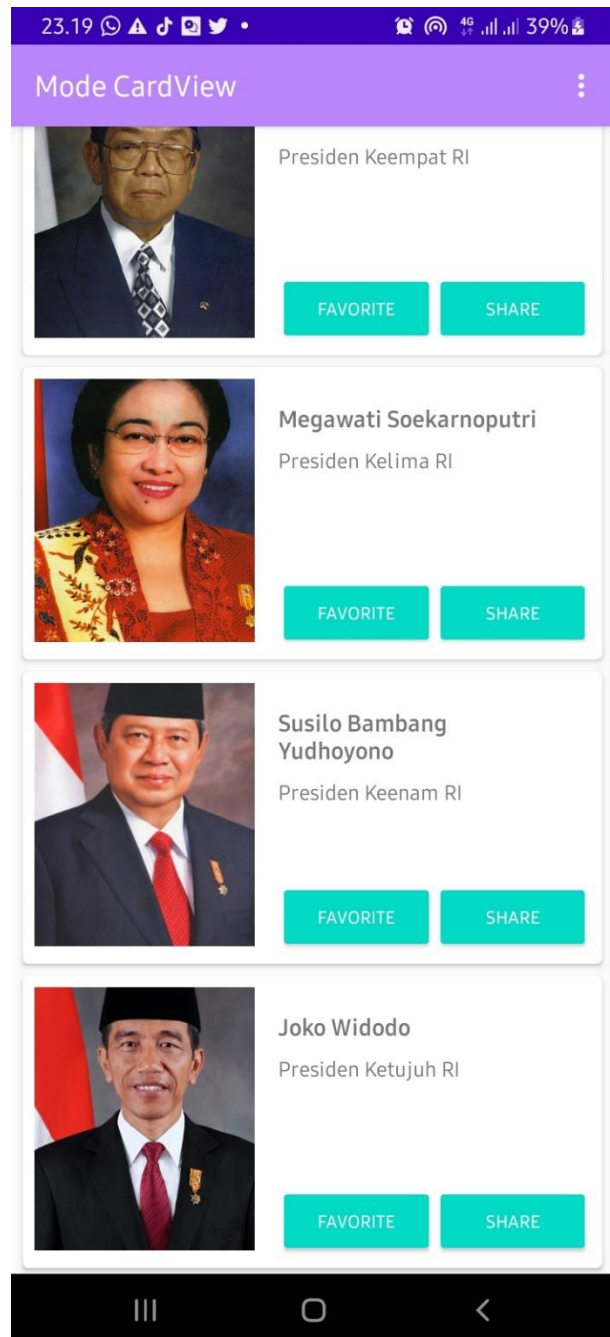 23.19 4G 39%
Mode CardView
Presiden Keempat RI
FAVORITE SHARE
Megawati Soekarnoputri
Presiden Kelima RI
FAVORITE SHARE
Susilo Bambang
Yudhoyono
Presiden Keenam RI
FAVORITE SHARE
Joko Widodo
Presiden Ketujuh RI
FAVORITE SHARE